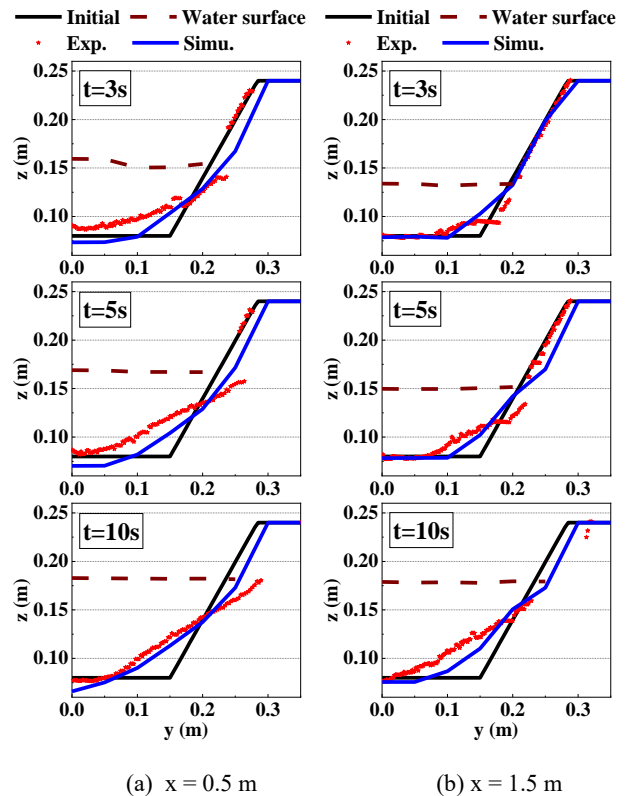 Initial Water surface Initial Water surface
Exp. Simu. Exp. Simu.
0.25 0.25
t=3s t=3s
0.20 0.20
z (m) z (m)
0.15 0.15
0.10 0.10
0.0 0.1 0.2 0.3 0.0 0.1 0.2 0.3
0.25 0.25
t=5s t=5s
0.20 0.20
z (m) z (m)
0.15 0.15
0.10 0.10
0.0 0.1 0.2 0.3 0.0 0.1 0.2 0.3
0.25 0.25
t=10s t=10s
0.20 0.20
z (m) z (m)
0.15 0.15
0.10 0.10
0.0 0.1 0.2 0.3 0.0 0.1 0.2 0.3
y (m) y (m)
(a) x = 0.5 m (b) x = 1.5 m